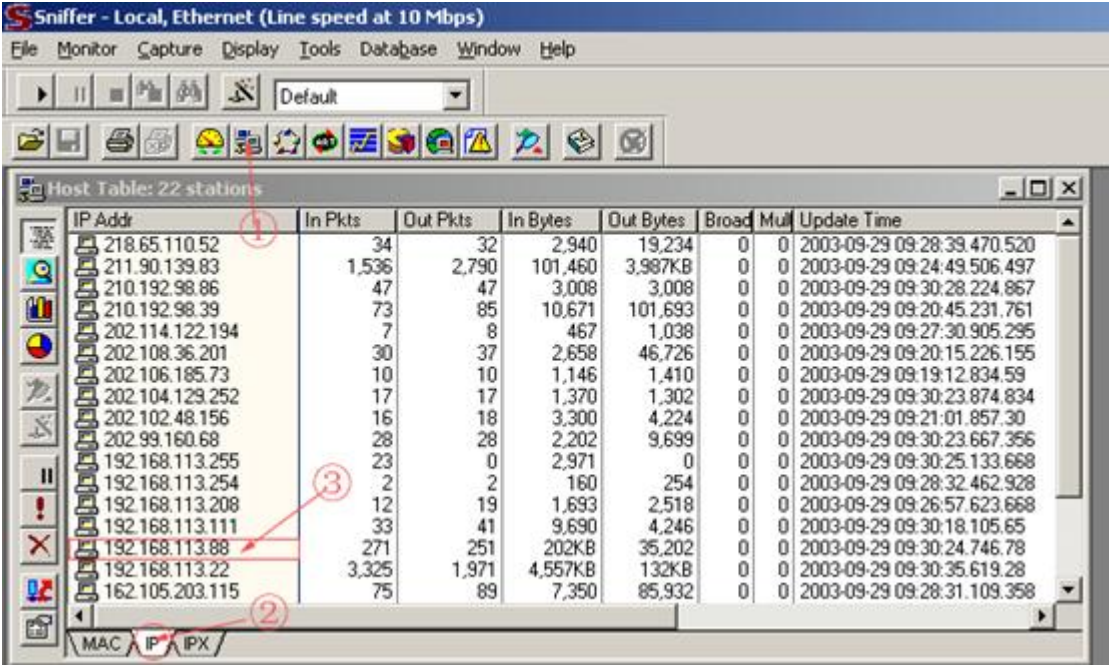 Sniffer - Local, Ethernet (Line speed at 10 Mbps)
File Monitor Capture Display Tools Database Window Help
Default
Host Table: 22 stations
①
IP Addr In Pkts Out Pkts In Bytes Out Bytes Broad Mul Update Time
218.65.110.52 34 32 2,940 19,234 0 0 2003-09-29 09:28:39.470.520
211.90.139.83 1,536 2,790 101,460 3,987KB 0 0 2003-09-29 09:24:49.506.497
210.192.98.86 47 47 3,008 3,008 0 0 2003-09-29 09:30:28.224.867
210.192.98.39 73 85 10,671 101,693 0 0 2003-09-29 09:20:45.231.761
202.114.122.194 7 8 467 1,038 0 0 2003-09-29 09:27:30.905.295
202.108.36.201 30 37 2,658 46,726 0 0 2003-09-29 09:20:15.226.155
202.106.185.73 10 10 1,146 1,410 0 0 2003-09-29 09:19:12.834.59
202.104.129.252 17 17 1,370 1,302 0 0 2003-09-29 09:30:23.874.834
202.102.48.156 16 18 3,300 4,224 0 0 2003-09-29 09:21:01.857.30
202.99.160.68 28 28 2,202 9,699 0 0 2003-09-29 09:30:23.667.356
192.168.113.255 23 0 2,971 0 0 0 2003-09-29 09:30:25.133.668
192.168.113.254 2 2 160 254 0 0 2003-09-29 09:28:32.462.928
③
192.168.113.208 12 19 1,693 2,518 0 0 2003-09-29 09:26:57.623.668
192.168.113.111 33 41 9,690 4,246 0 0 2003-09-29 09:30:18.105.65
192.168.113.88 271 251 202KB 35,202 0 0 2003-09-29 09:30:24.746.78
192.168.113.22 3,325 1,971 4,557KB 132KB 0 0 2003-09-29 09:30:35.619.28
162.105.203.115 75 89 7,350 85,932 0 0 2003-09-29 09:28:31.109.358
②
MAC IP IPX